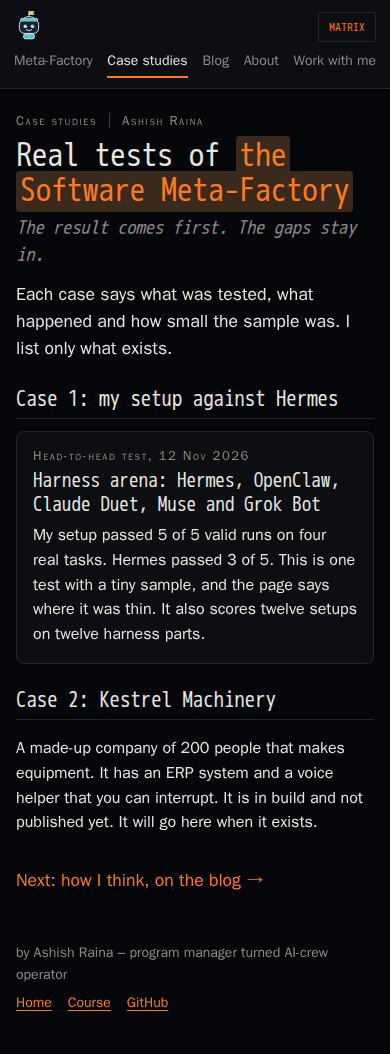 MATRIX
Meta-Factory Case studies Blog About Work with me
Case studies | Ashish Raina
Real tests of the
Software Meta-Factory
The result comes first. The gaps stay
in.
Each case says what was tested, what
happened and how small the sample was. I
list only what exists.
Case 1: my setup against Hermes
Head-to-head test, 12 Nov 2026
Harness arena: Hermes, OpenClaw,
Claude Duet, Muse and Grok Bot
My setup passed 5 of 5 valid runs on four
real tasks. Hermes passed 3 of 5. This is one
test with a tiny sample, and the page says
where it was thin. It also scores twelve setups
on twelve harness parts.
Case 2: Kestrel Machinery
A made-up company of 200 people that makes
equipment. It has an ERP system and a voice
helper that you can interrupt. It is in build and not
published yet. It will go here when it exists.
Next: how I think, on the blog →
by Ashish Raina — program manager turned AI-crew
operator
Home Course GitHub